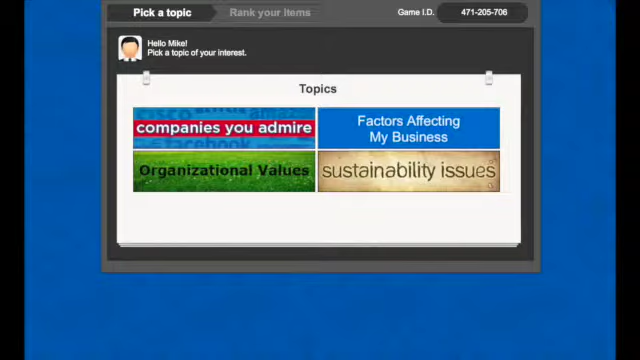 Pick a topic
Rank your items
Game I.D.
471-205-706
Hello Mike!
Pick a topic of your interest.
Topics
companies you admire
facebook
Factors Affecting
My Business
Organizational Values
sustainability issues